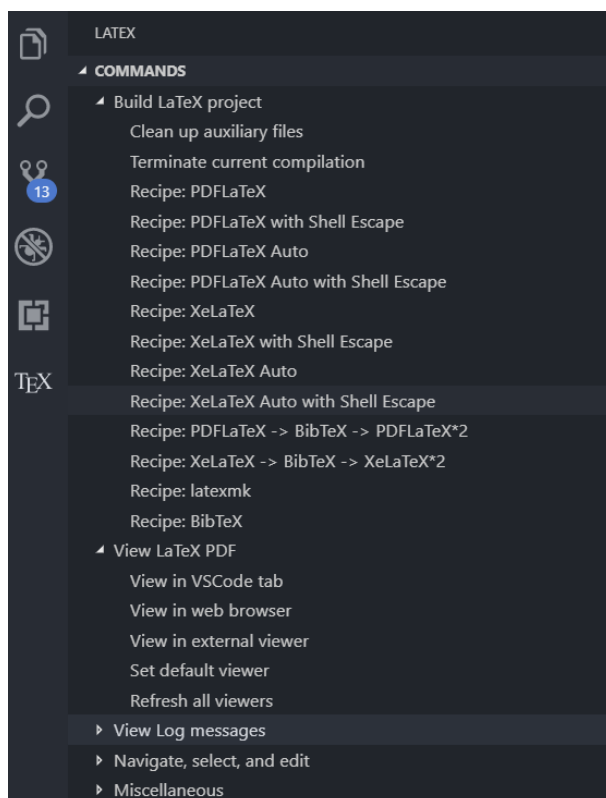 LATEX
COMMANDS
Build LaTeX project
Clean up auxiliary files
Terminate current compilation
Recipe: PDFLaTeX
13
Recipe: PDFLaTeX with Shell Escape
Recipe: PDFLaTeX Auto
Recipe: PDFLaTeX Auto with Shell Escape
Recipe: XeLaTeX
Recipe: XeLaTeX with Shell Escape
TEX
Recipe: XeLaTeX Auto
Recipe: XeLaTeX Auto with Shell Escape
Recipe: PDFLaTeX -> BibTeX -> PDFLaTeX*2
Recipe: XeLaTeX -> BibTeX -> XeLaTeX*2
Recipe: latexmk
Recipe: BibTeX
View LaTeX PDF
View in VSCode tab
View in web browser
View in external viewer
Set default viewer
Refresh all viewers
View Log messages
Navigate, select, and edit
Miscellaneous